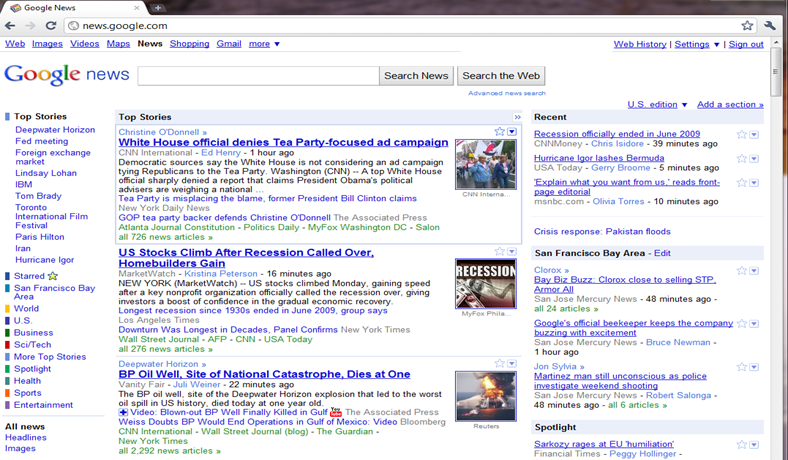 Google News
news.google.com
Web Images Videos Maps News Shopping Gmail more ▼
Web History | Settings ▼ | Sign out
Google news
Search News
Search the Web
Advanced news search
U.S. edition ▼ Add a section »
Top Stories
Deepwater Horizon
Fed meeting
Foreign exchange
market
Lindsay Lohan
IBM
Tom Brady
Toronto
International Film
Festival
Paris Hilton
Iran
Hurricane Igor
Starred
San Francisco Bay
Area
World
U.S.
Business
Sci/Tech
More Top Stories
Spotlight
Health
Sports
Entertainment
All news
Headlines
Images
Top Stories »
Christine O'Donnell »
White House official denies Tea Party-focused ad campaign
CNN International - Ed Henry - 1 hour ago
Democratic sources say the White House is not considering an ad campaign
tying Republicans to the Tea Party. Washington (CNN) -- A top White House
official sharply denied a report that claims President Obama's political
advisers are weighing a national ...
Tea Party is misplacing the blame, former President Bill Clinton claims
New York Daily News
GOP tea party backer defends Christine O'Donnell The Associated Press
Atlanta Journal Constitution - Politics Daily - MyFox Washington DC - Salon
all 726 news articles »
CNN Interna...
US Stocks Climb After Recession Called Over,
Homebuilders Gain
MarketWatch - Kristina Peterson - 16 minutes ago
NEW YORK (MarketWatch) -- US stocks climbed Monday, gaining speed
after a key nonprofit organization officially called the recession over, giving
investors a boost of confidence in the gradual economic recovery.
Longest recession since 1930s ended in June 2009, group says
Los Angeles Times
Downturn Was Longest in Decades, Panel Confirms New York Times
Wall Street Journal - AFP - CNN - USA Today
all 276 news articles »
RECESSION
MyFox Phila...
Deepwater Horizon »
BP Oil Well, Site of National Catastrophe, Dies at One
Vanity Fair - Juli Weiner - 22 minutes ago
The BP oil well, site of the Deepwater Horizon explosion that led to the worst
oil spill in US history, died today at one year old.
Video: Blown-out BP Well Finally Killed in Gulf You Tube The Associated Press
Weiss Doubts BP Would End Operations in Gulf of Mexico: Video Bloomberg
CNN International - Wall Street Journal (blog) - The Guardian -
New York Times
all 2,292 news articles »
Reuters
Recent
Recession officially ended in June 2009
CNNMoney - Chris Isidore - 39 minutes ago
Hurricane Igor lashes Bermuda
USA Today - Gerry Broome - 5 minutes ago
'Explain what you want from us,' reads front-
page editorial
msnbc.com - Olivia Torres - 10 minutes ago
Crisis response: Pakistan floods
San Francisco Bay Area - Edit
Clorox »
Bay Biz Buzz: Clorox close to selling STP,
Armor All
San Jose Mercury News - 48 minutes ago -
all 24 articles »
Google's official beekeeper keeps the company
buzzing with excitement
San Jose Mercury News - Bruce Newman -
1 hour ago
Jon Sylvia »
Martinez man still unconscious as police
investigate weekend shooting
San Jose Mercury News - Robert Salonga -
48 minutes ago - all 6 articles »
Spotlight
Sarkozy rages at EU 'humiliation'
Financial Times - Peggy Hollinger -